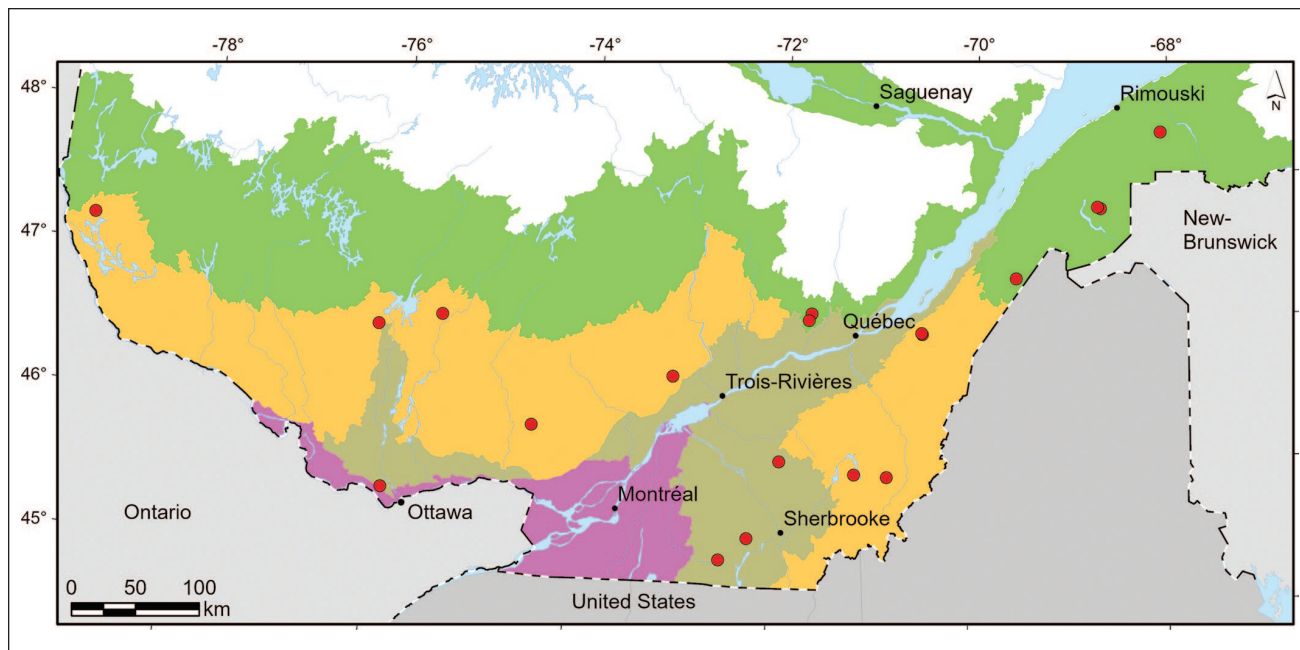 -78°
-76°
-74°
-72°
-70°
-68°
48°
Saguenay
Rimouski
N
47°
New-
Brunswick
Québec
46°
Trois-Rivières
45°
Ontario
Ottawa
Montréal
Sherbrooke
0 50 100
km
United States